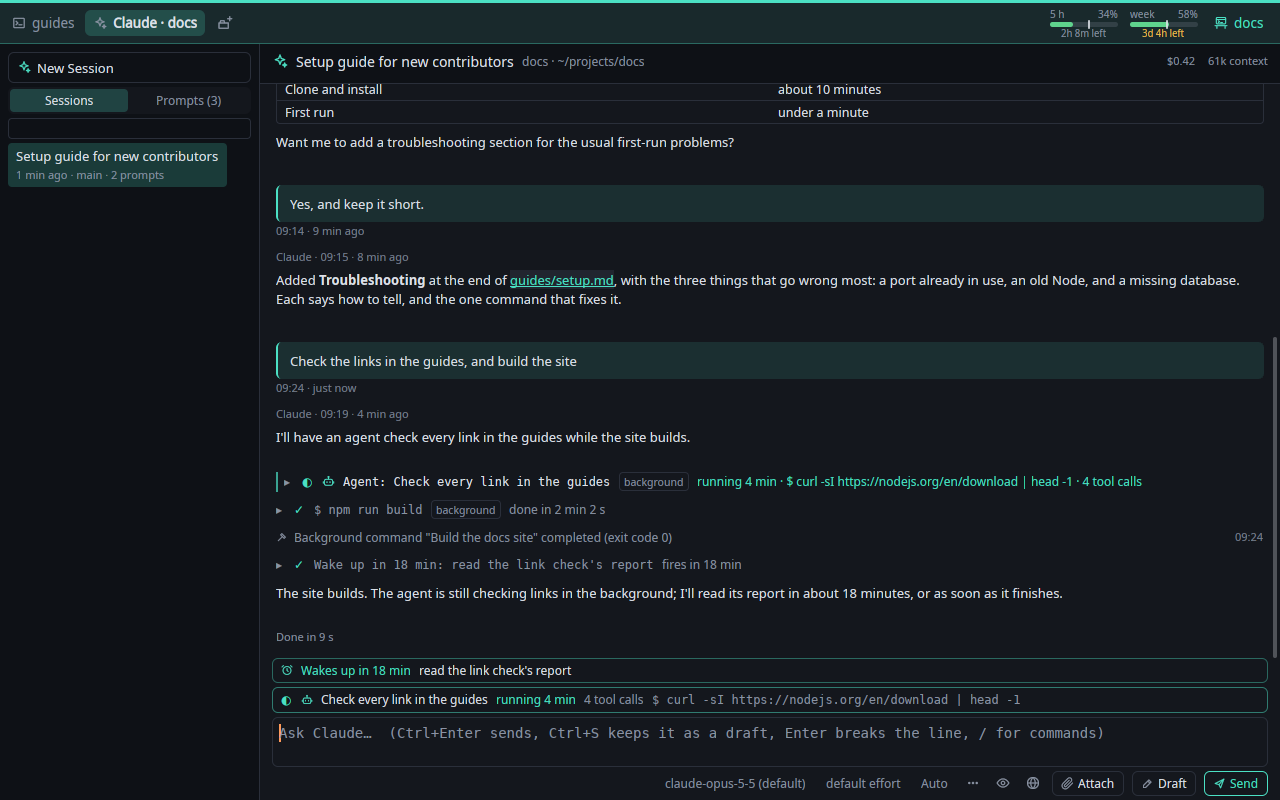 guides
Claude · docs
5 h 34%
2h 8m left
week 58%
3d 4h left
docs
New Session
Sessions
Prompts (3)
Setup guide for new contributors
1 min ago · main · 2 prompts
Setup guide for new contributors docs · ~/projects/docs
$0.42 61k context
Clone and install about 10 minutes
First run under a minute
Want me to add a troubleshooting section for the usual first-run problems?
Yes, and keep it short.
09:14 · 9 min ago
Claude · 09:15 · 8 min ago
Added Troubleshooting at the end of guides/setup.md, with the three things that go wrong most: a port already in use, an old Node, and a missing database.
Each says how to tell, and the one command that fixes it.
Check the links in the guides, and build the site
09:24 · just now
Claude · 09:19 · 4 min ago
I'll have an agent check every link in the guides while the site builds.
Agent: Check every link in the guides background running 4 min · $ curl -sI https://nodejs.org/en/download | head -1 · 4 tool calls
$ npm run build background done in 2 min 2 s
Background command "Build the docs site" completed (exit code 0) 09:24
Wake up in 18 min: read the link check's report fires in 18 min
The site builds. The agent is still checking links in the background; I'll read its report in about 18 minutes, or as soon as it finishes.
Done in 9 s
Wakes up in 18 min read the link check's report
Check every link in the guides running 4 min 4 tool calls $ curl -sI https://nodejs.org/en/download | head -1
Ask Claude… (Ctrl+Enter sends, Ctrl+S keeps it as a draft, Enter breaks the line, / for commands)
claude-opus-5-5 (default) default effort Auto ··· Attach Draft Send